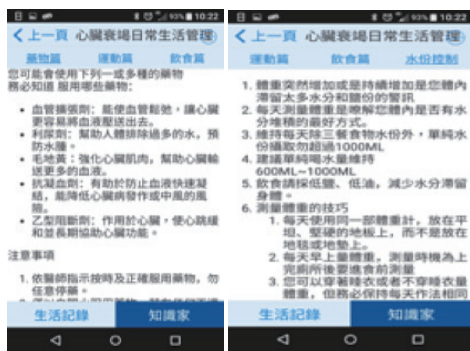 93% 10:22
上一頁 心臟衰竭日常生活管理
藥物篇 運動篇 飲食篇
您可能會使用下列一或多種的藥物
務必知道 服用哪些藥物:
• 血管擴張劑: 能使血管鬆弛，讓心臟
更容易將血液壓送出去。
• 利尿劑: 幫助人體排除過多的水，預
防水腫。
• 毛地黃: 強化心臟肌肉，幫助心臟輸
送更多的血液。
• 抗凝血劑: 有助於防止血液快速凝
結，能降低心臟病發作或中風的風
險。
• 乙型阻斷劑: 作用於心臟，使心跳緩
和並長期協助心臟功能。
注意事項
1. 依醫師指示按時及正確服用藥物，勿
任意停藥。
生活記錄 知識家
93% 10:22
上一頁 心臟衰竭日常生活管理
運動篇 飲食篇 水份控制
1. 體重突然增加或是持續增加是您體內
滯留太多水分和鹽份的警訊
2. 每天測量體重是瞭解您體內是否有水
分堆積的最好方式。
3. 維持每天除三餐食物水份外，單純水
份攝取勿超過1000ML
4. 建議單純喝水量維持
600ML~1000ML
5. 飲食請採低鹽、低油，減少水分滯留
身體。
6. 測量體重的技巧
1. 每天使用同一部體重計，放在平
坦、堅硬的地板上，而不是放在
地毯或地墊上。
2. 每天早上量體重，測量時機為上
完廁所後要進食前測量
3. 您可以穿著睡衣或者不穿睡衣量
體重，但務必保持每天作法相同
生活記錄 知識家